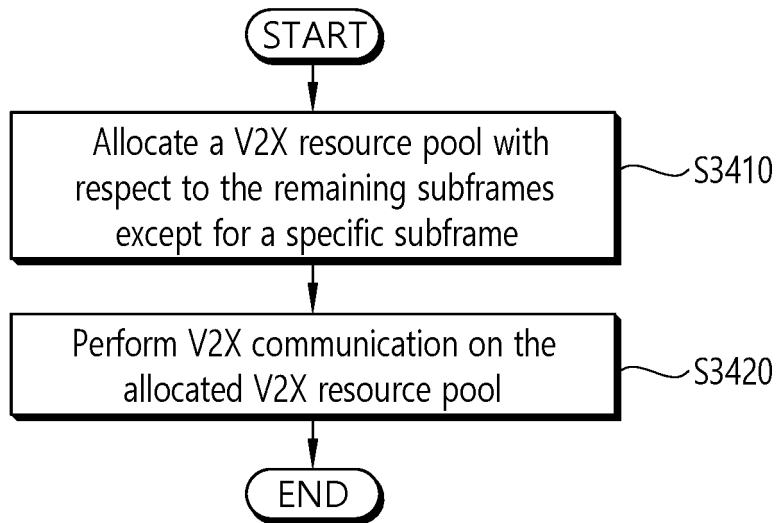 START
Allocate a V2X resource pool with
respect to the remaining subframes
except for a specific subframe
S3410
Perform V2X communication on the
allocated V2X resource pool
S3420
END